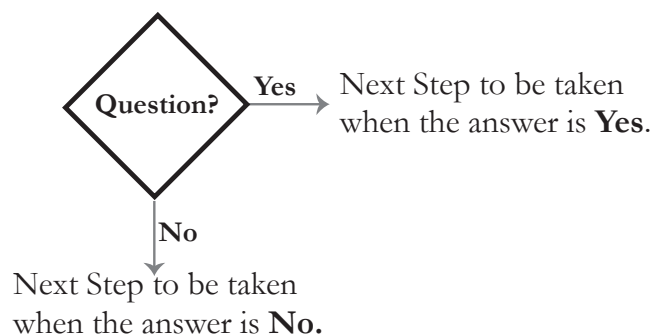 Question?
Yes
Next Step to be taken
when the answer is Yes.
No
Next Step to be taken
when the answer is No.